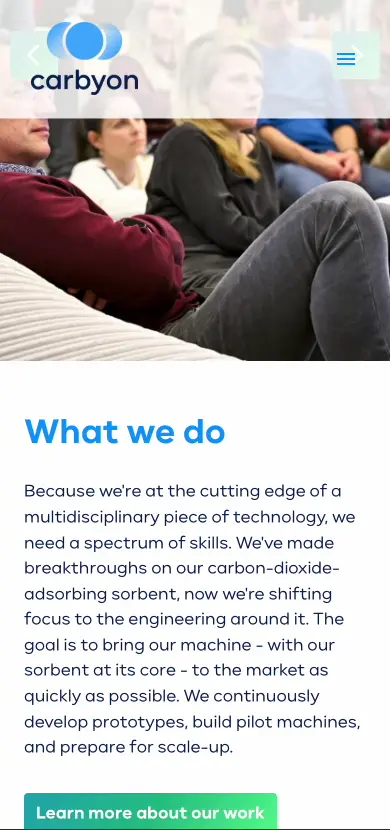 carbyon
What we do
Because we're at the cutting edge of a
multidisciplinary piece of technology, we
need a spectrum of skills. We've made
breakthroughs on our carbon-dioxide-
adsorbing sorbent, now we're shifting
focus to the engineering around it. The
goal is to bring our machine - with our
sorbent at its core - to the market as
quickly as possible. We continuously
develop prototypes, build pilot machines,
and prepare for scale-up.
Learn more about our work